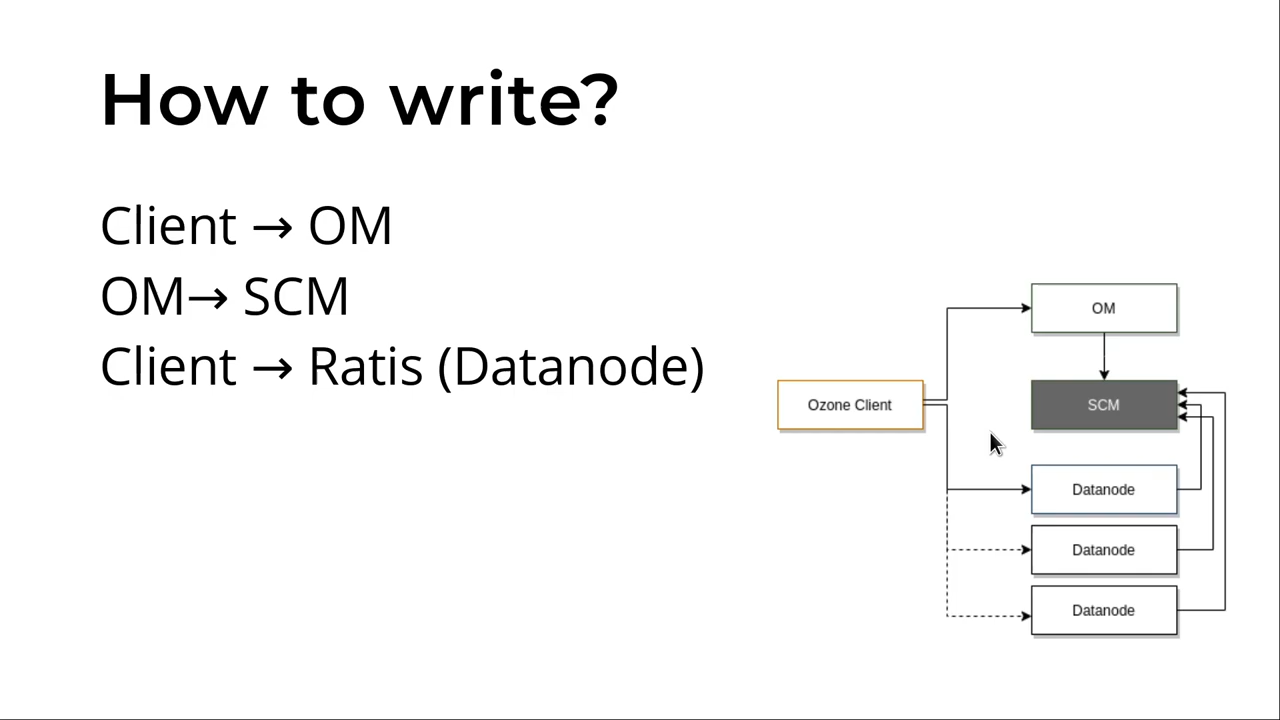 How to write?
Client → OM
OM→ SCM
Client → Ratis (Datanode)
OM
Ozone Client
SCM
Datanode
Datanode
Datanode